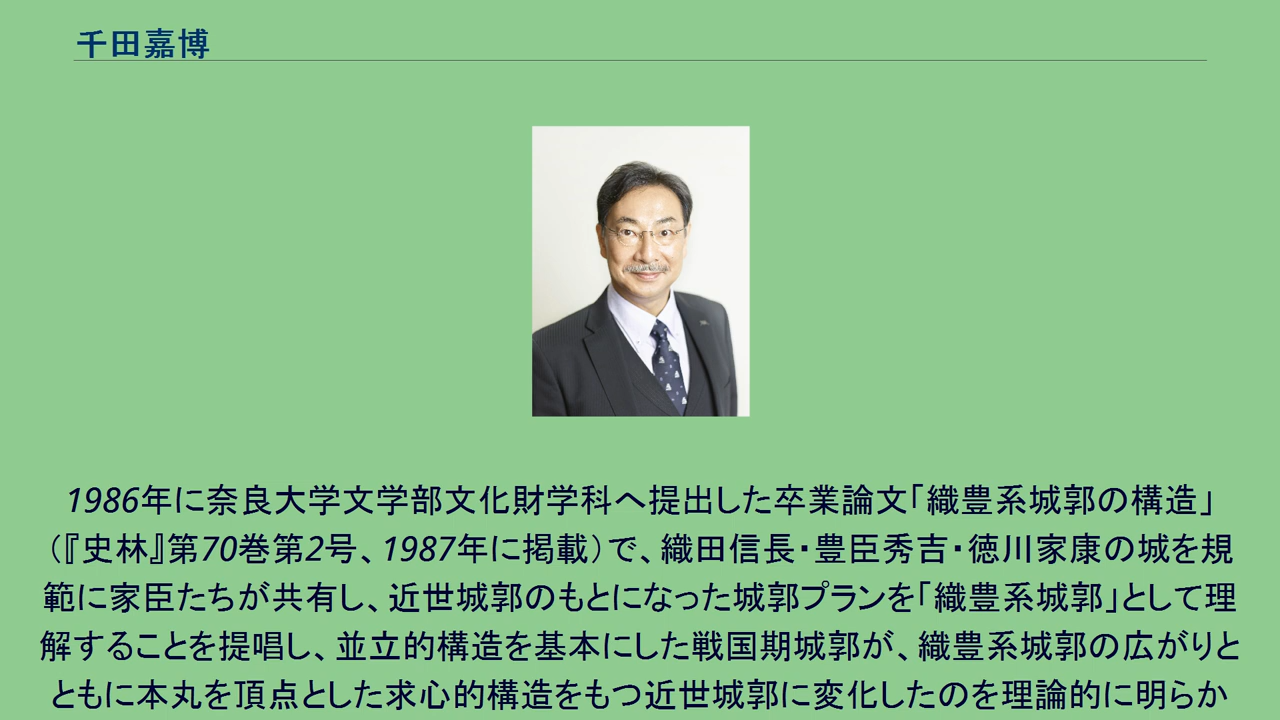 千田嘉博
1986年に奈良大学文学部文化財学科へ提出した卒業論文「織豊系城郭の構造」
（『史林』第70巻第2号、1987年に掲載）で、織田信長・豊臣秀吉・徳川家康の城を規
範に家臣たちが共有し、近世城郭のもとになった城郭プランを「織豊系城郭」として理
解することを提唱し、並立的構造を基本にした戦国期城郭が、織豊系城郭の広がりと
ともに本丸を頂点とした求心的構造をもつ近世城郭に変化したのを理論的に明らか